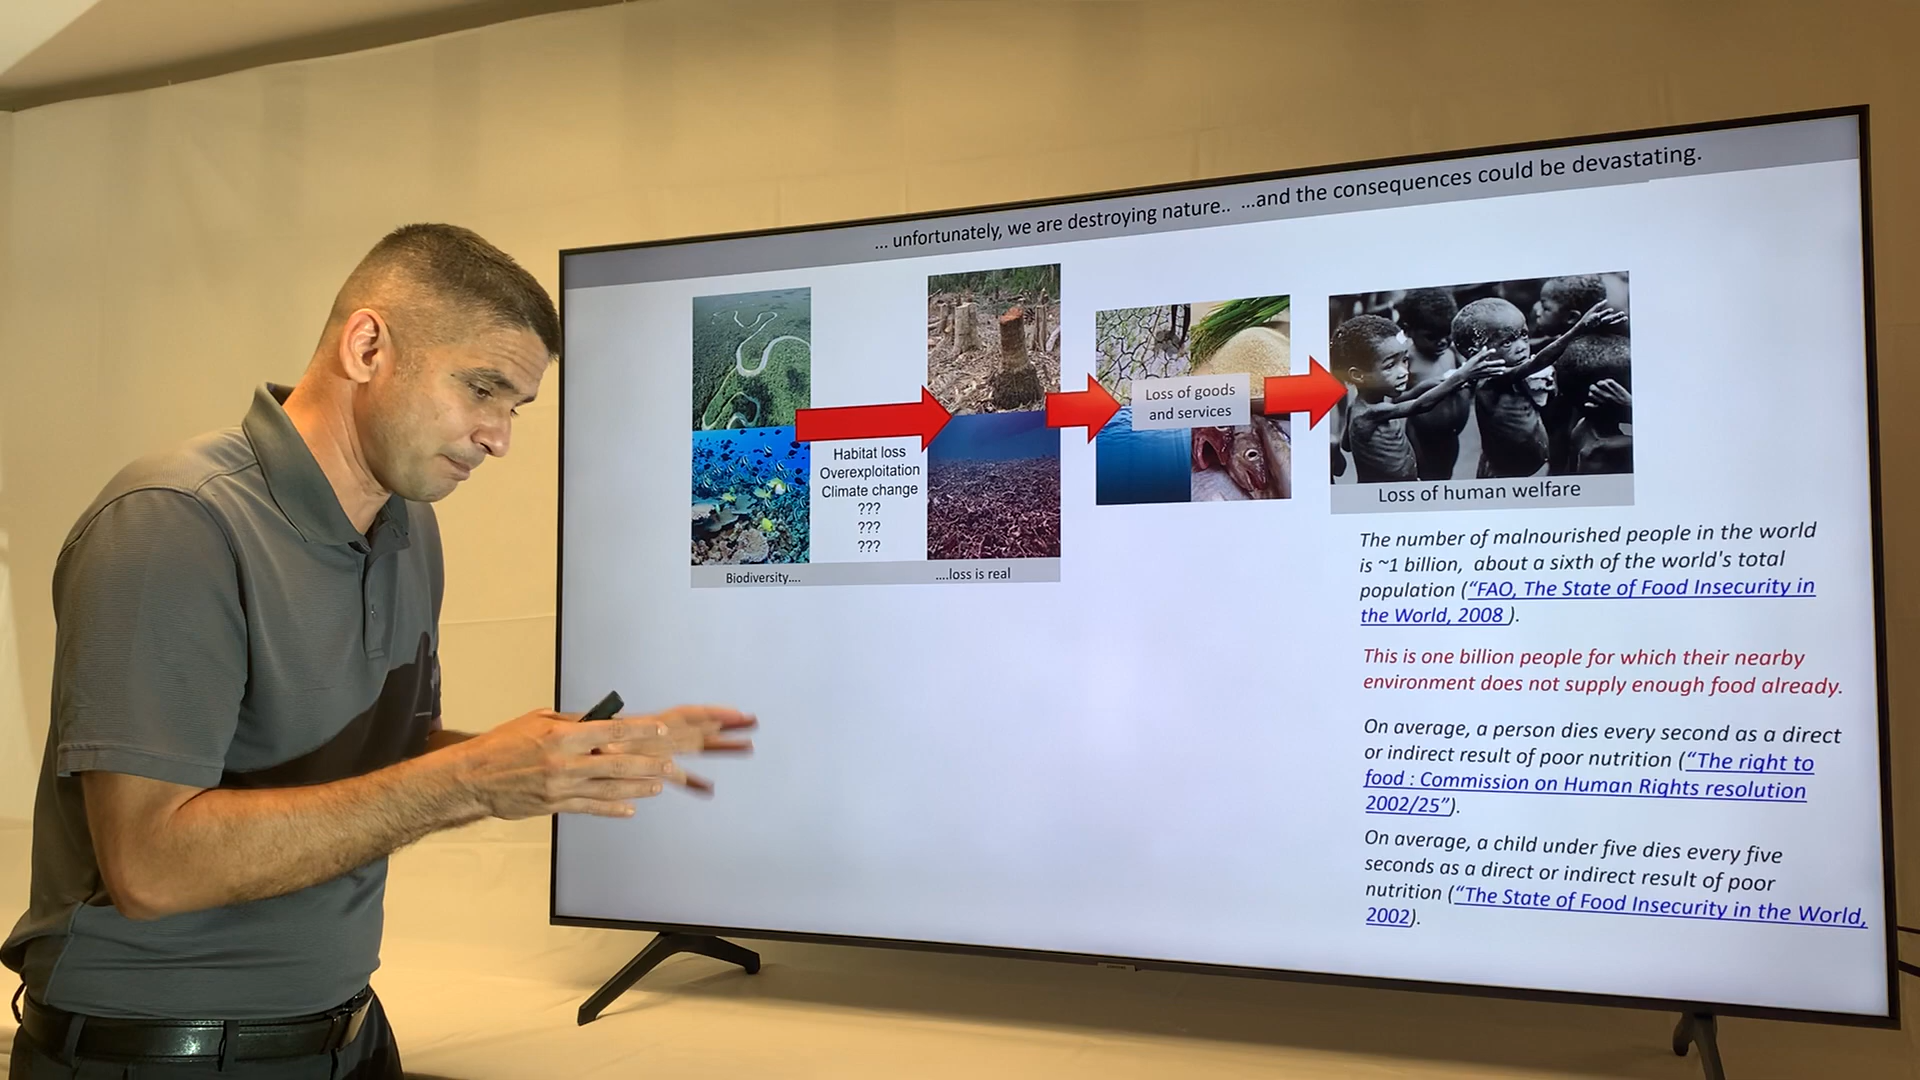 ... unfortunately, we are destroying nature.. ...and the consequences could be devastating.
Habitat loss
Overexploitation
Climate change
???
???
???
Biodiversity....
....loss is real
Loss of goods
and services
Loss of human welfare
The number of malnourished people in the world
is ~1 billion, about a sixth of the world's total
population (“FAO, The State of Food Insecurity in
the World, 2008 ).
This is one billion people for which their nearby
environment does not supply enough food already.
On average, a person dies every second as a direct
or indirect result of poor nutrition (“The right to
food : Commission on Human Rights resolution
2002/25”).
On average, a child under five dies every five
seconds as a direct or indirect result of poor
nutrition (“The State of Food Insecurity in the World,
2002).